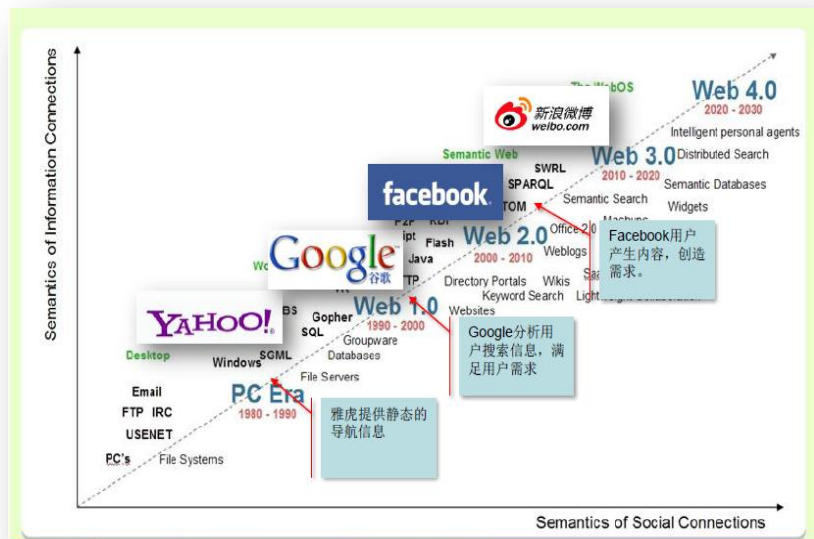 Semantics of Information Connections
The WebOS
Web 4.0
2020 - 2030
新浪微博
weibo.com
Intelligent personal agents
Semantic Web
Web 3.0
2010 - 2020
Distributed Search
SWRL
SPARQL
Semantic Databases
facebook
Semantic Search
Widgets
P2P
Office 2.0
Mashups
Flash
Web 2.0
2000 - 2010
Weblogs
Facebook用户
产生内容,创造
需求。
Google
谷歌
Java
Directory Portals
Wikis
Keyword Search
Web 1.0
1990 - 2000
Websites
YAHOO!
Gopher
SQL
Groupware
Databases
Google分析用
户搜索信息,满
足用户需求
Desktop
Windows
SGML
File Servers
Email
PC Era
1980 - 1990
FTP IRC
雅虎提供静态的
导航信息
USENET
PC's
File Systems
Semantics of Social Connections